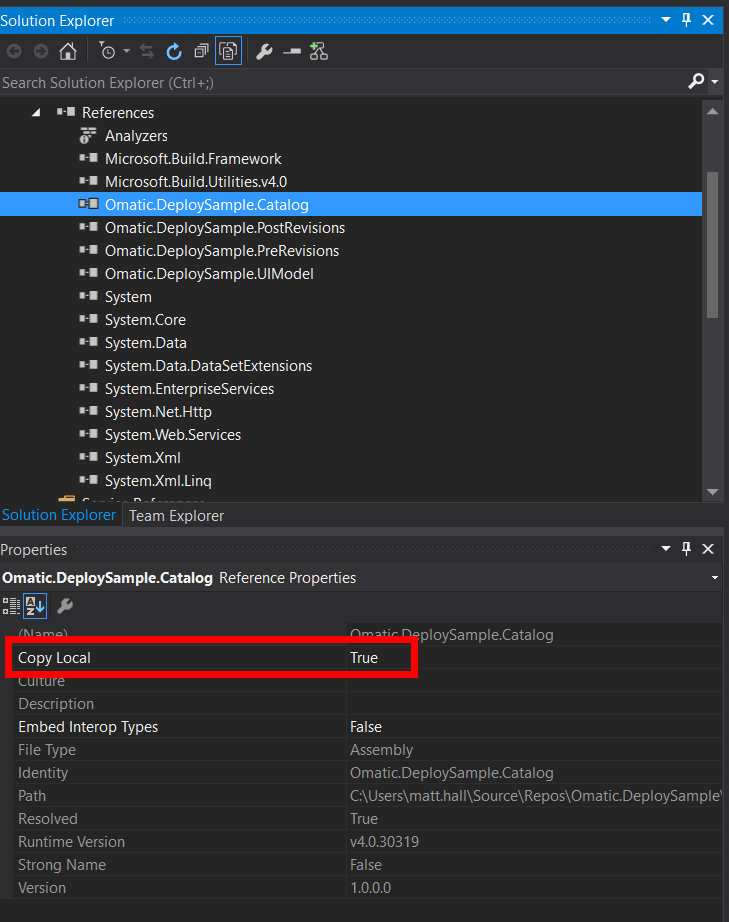 Solution Explorer
Search Solution Explorer (Ctrl+;)
References
Analyzers
Microsoft.Build.Framework
Microsoft.Build.Utilities.v4.0
Omatic.DeploySample.Catalog
Omatic.DeploySample.PostRevisions
Omatic.DeploySample.PreRevisions
Omatic.DeploySample.UIModel
System
System.Core
System.Data
System.Data.DataSetExtensions
System.EnterpriseServices
System.Net.Http
System.Web.Services
System.Xml
System.Xml.Linq
Service References
Solution Explorer Team Explorer
Properties
Omatic.DeploySample.Catalog Reference Properties
(Name) Omatic.DeploySample.Catalog
Copy Local True
Culture
Description
Embed Interop Types False
File Type Assembly
Identity Omatic.DeploySample.Catalog
Path C:\Users\matt.hall\Source\Repos\Omatic.DeploySample\
Resolved True
Runtime Version v4.0.30319
Strong Name False
Version 1.0.0.0